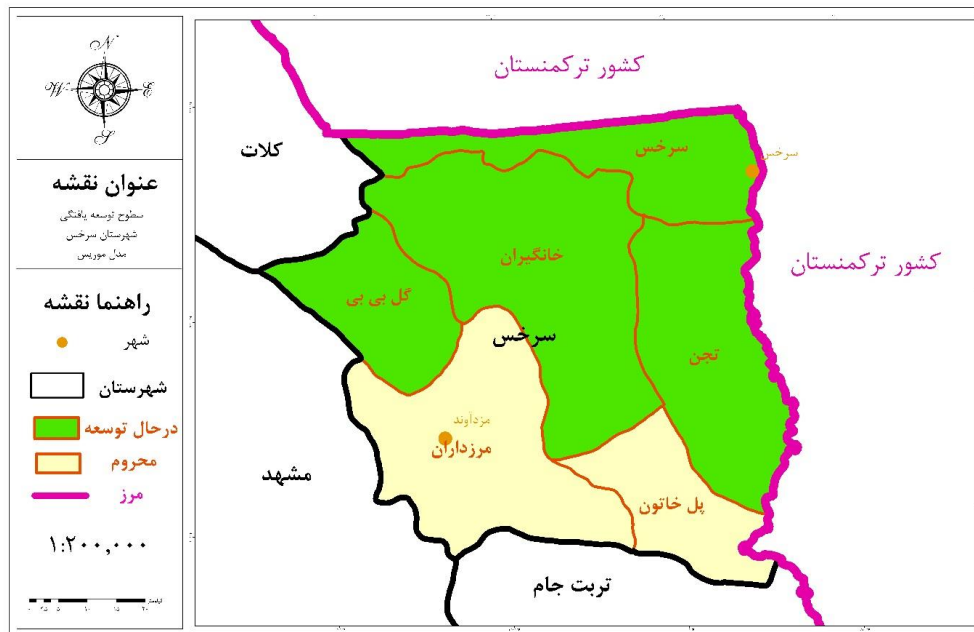 N
W
E
S
عنوان نقشه
سطوح توسعه یافتگی
شهرستان سرخس
مدل موریس
راهنما نقشه
شهر
شهرستان
درحال توسعه
محروم
مرز
۱:۲۰۰,۰۰۰
کشور ترکمنستان
کلات
سرخس
سرخس
خانگیران
کشور ترکمنستان
گل بی بی
سرخس
تجن
مزدآوند
مرزداران
مشهد
پل خاتون
تربت جام